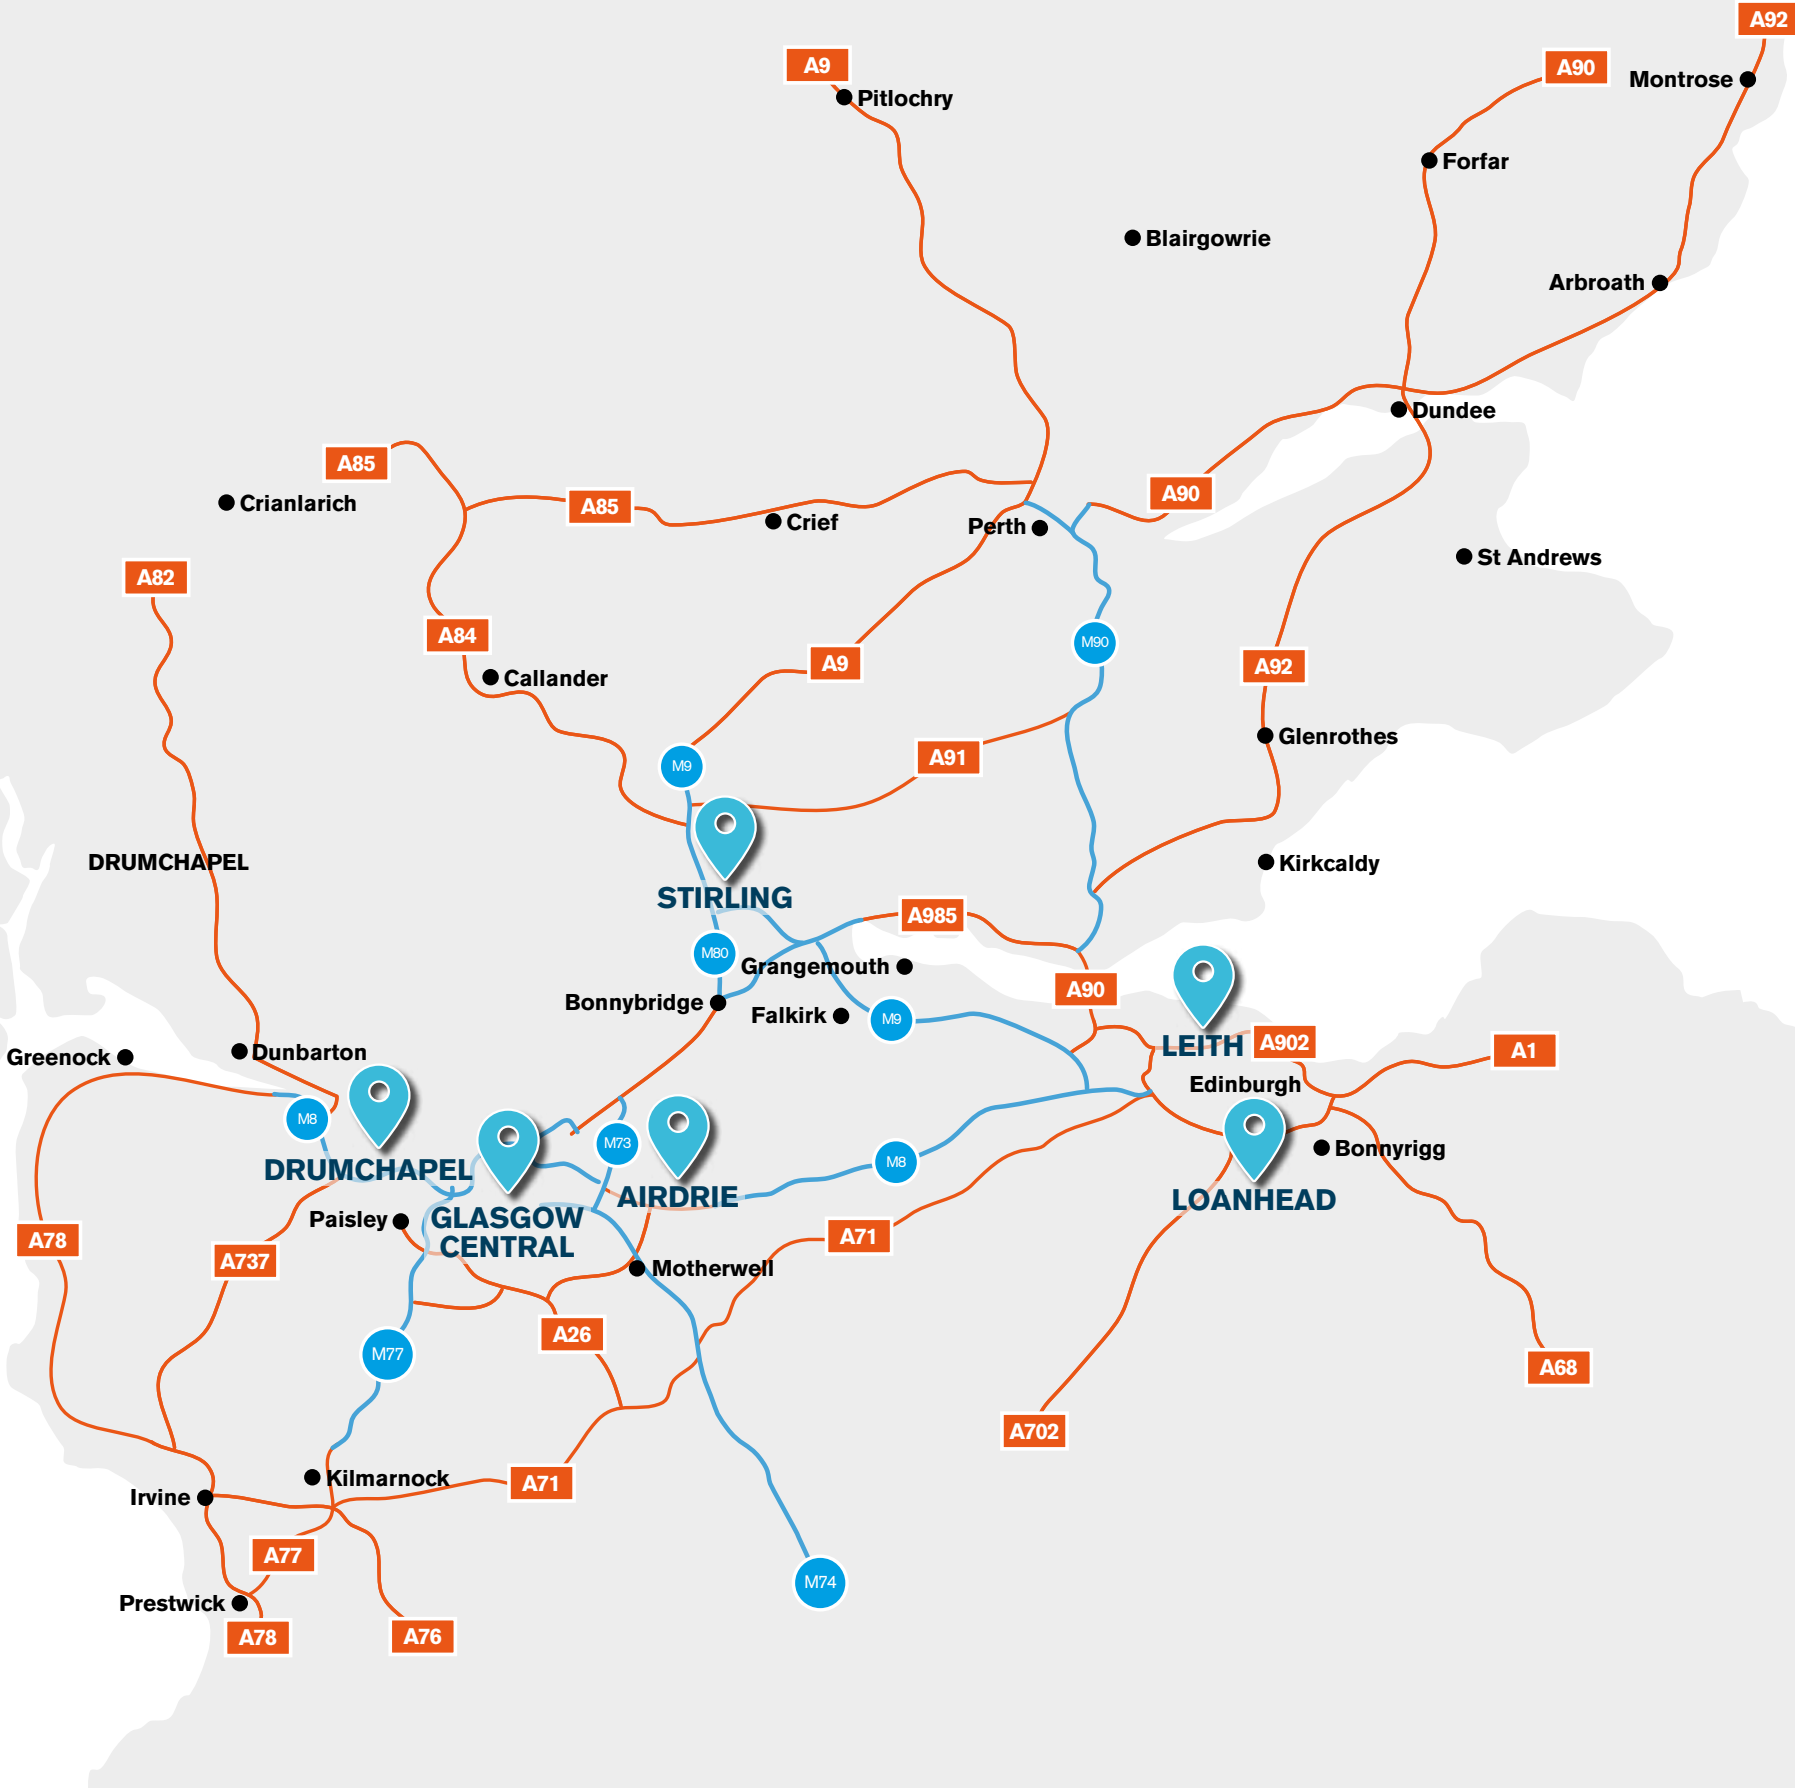 A92
A9
A90
Montrose
Pitlochry
Forfar
Blairgowrie
Arbroath
Dundee
A85
A90
Crianlarich
A85
Crief
Perth
St Andrews
A82
A84
M90
A9
A92
Callander
Glenrothes
A91
M9
DRUMCHAPEL
Kirkcaldy
STIRLING
A985
M80
Grangemouth
A90
Bonnybridge
Falkirk
M9
LEITH
A902
A1
Greenock
Dunbarton
Edinburgh
M8
M73
Bonnyrigg
M8
DRUMCHAPEL
AIRDRIE
LOANHEAD
Paisley
GLASGOW
CENTRAL
A78
A71
A737
Motherwell
A26
M77
A68
A702
Kilmarnock
A71
Irvine
A77
M74
Prestwick
A78
A76